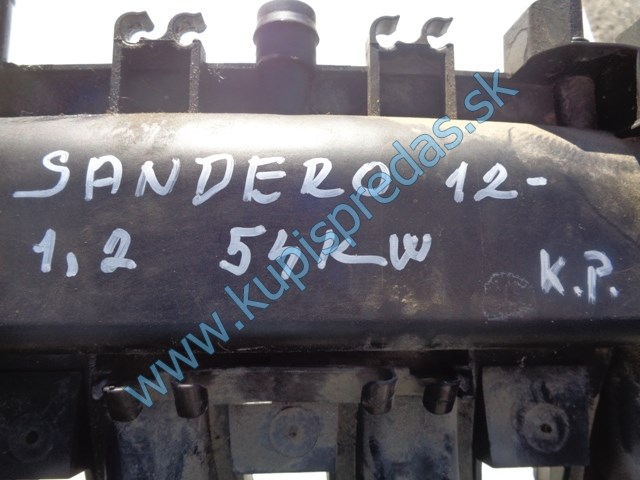 SANDERO 12-
1,2 54KW
K.P.
www.kupispredas.sk